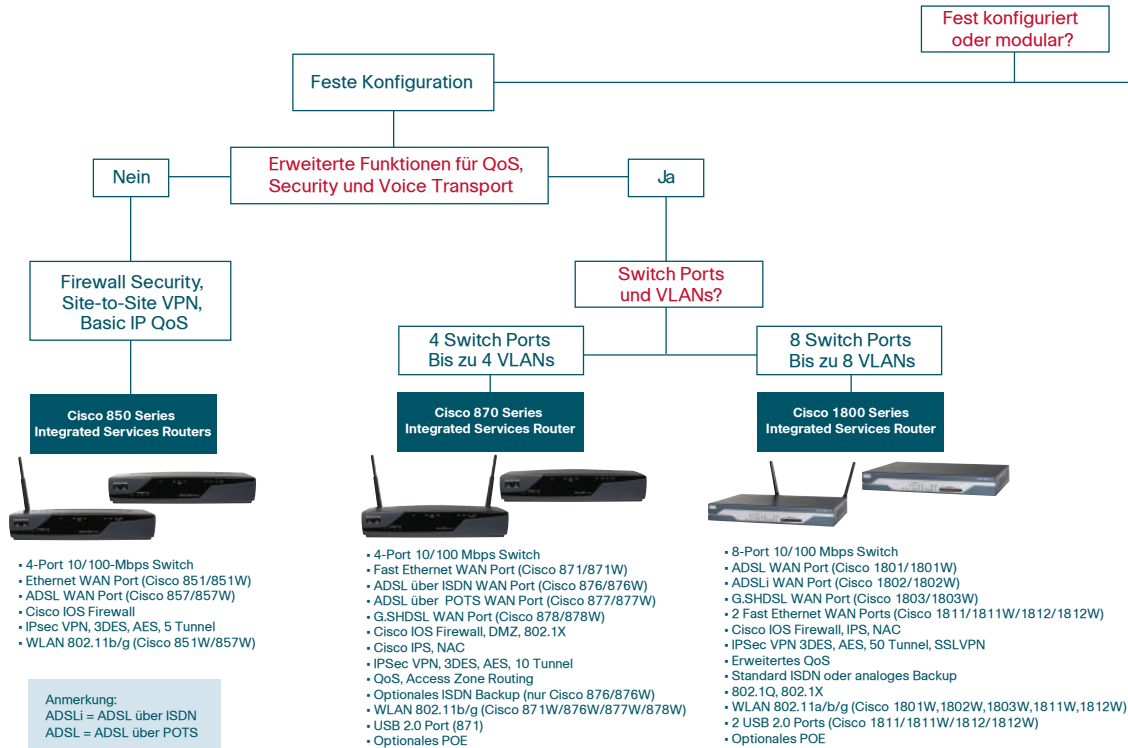 Fest konfiguriert
oder modular?
Feste Konfiguration
Erweiterte Funktionen für QoS,
Security und Voice Transport
Nein
Ja
Firewall Security,
Site-to-Site VPN,
Basic IP QoS
Switch Ports
und VLANs?
4 Switch Ports
Bis zu 4 VLANs
8 Switch Ports
Bis zu 8 VLANs
Cisco 850 Series
Integrated Services Routers
Cisco 870 Series
Integrated Services Router
Cisco 1800 Series
Integrated Services Router
▪ 4-Port 10/100-Mbps Switch
▪ Ethernet WAN Port (Cisco 851/851W)
▪ ADSL WAN Port (Cisco 857/857W)
▪ Cisco IOS Firewall
▪ IPsec VPN, 3DES, AES, 5 Tunnel
▪ WLAN 802.11b/g (Cisco 851W/857W)
Anmerkung:
ADSLi = ADSL über ISDN
ADSL = ADSL über POTS
▪ 4-Port 10/100 Mbps Switch
▪ Fast Ethernet WAN Port (Cisco 871/871W)
▪ ADSL über ISDN WAN Port (Cisco 876/876W)
▪ ADSL über POTS WAN Port (Cisco 877/877W)
▪ G.SHDSL WAN Port (Cisco 878/878W)
▪ Cisco IOS Firewall, DMZ, 802.1X
▪ Cisco IPS, NAC
▪ IPSec VPN, 3DES, AES, 10 Tunnel
▪ QoS, Access Zone Routing
▪ Optionales ISDN Backup (nur Cisco 876/876W)
▪ WLAN 802.11b/g (Cisco 871W/876W/877W/878W)
▪ USB 2.0 Port (871)
▪ Optionales POE
▪ 8-Port 10/100 Mbps Switch
▪ ADSL WAN Port (Cisco 1801/1801W)
▪ ADSLi WAN Port (Cisco 1802/1802W)
▪ G.SHDSL WAN Port (Cisco 1803/1803W)
▪ 2 Fast Ethernet WAN Ports (Cisco 1811/1811W/1812/1812W)
▪ Cisco IOS Firewall, IPS, NAC
▪ IPSec VPN 3DES, AES, 50 Tunnel, SSLVPN
▪ Erweitertes QoS
▪ Standard ISDN oder analoges Backup
▪ 802.1Q, 802.1X
▪ WLAN 802.11a/b/g (Cisco 1801W,1802W,1803W,1811W,1812W)
▪ 2 USB 2.0 Ports (Cisco 1811/1811W/1812/1812W)
▪ Optionales POE